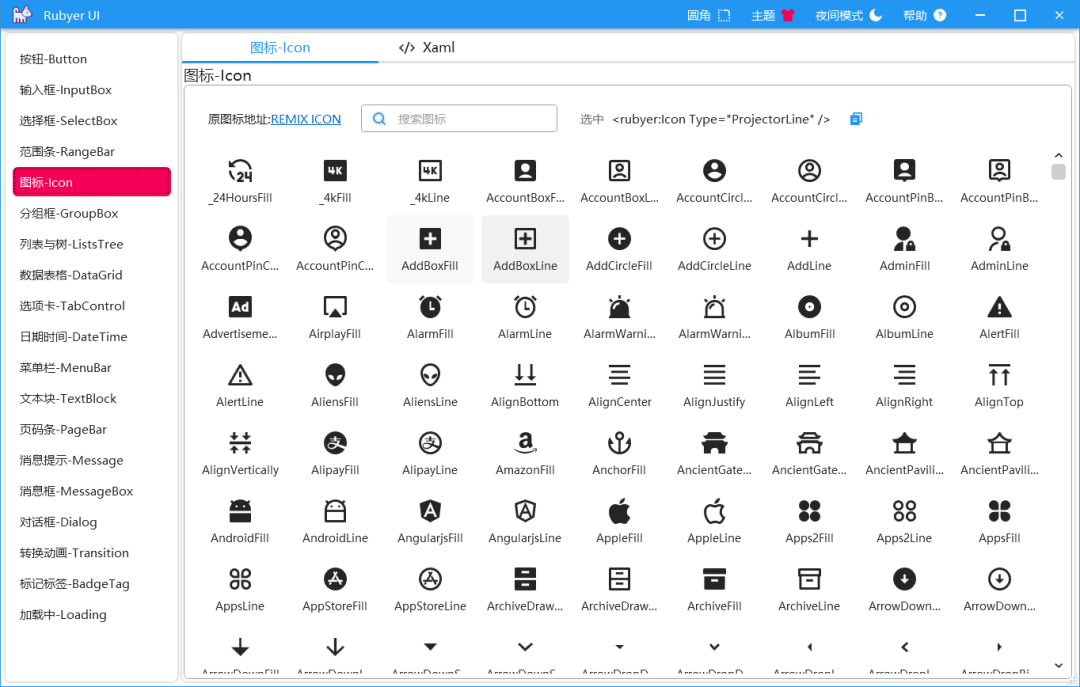 Rubyer UI
圆角
主题
夜间模式
帮助
按钮-Button
输入框-InputBox
选择框-SelectBox
范围条-RangeBar
图标-Icon
分组框-GroupBox
列表与树-ListsTree
数据表格-DataGrid
选项卡-TabControl
日期时间-DateTime
菜单栏-MenuBar
文本块-TextBlock
页码条-PageBar
消息提示-Message
消息框-MessageBox
对话框-Dialog
转换动画-Transition
标记标签-BadgeTag
加载中-Loading
图标-Icon
</> Xaml
图标-Icon
原图标地址:REMIX ICON
搜索图标
选中 <rubyer:Icon Type="ProjectorLine" />
24
4K
4K
_24HoursFill _4kFill _4kLine AccountBoxF... AccountBoxL... AccountCircl... AccountCircl... AccountPinB... AccountPinB...
AccountPinC... AccountPinC... AddBoxFill AddBoxLine AddCircleFill AddCircleLine AddLine AdminFill AdminLine
Ad
Advertiseme... AirplayFill AlarmFill AlarmLine AlarmWarni... AlarmWarni... AlbumFill AlbumLine AlertFill
AlertLine AliensFill AliensLine AlignBottom AlignCenter AlignJustify AlignLeft AlignRight AlignTop
支
支
a
AlignVertically AlipayFill AlipayLine AmazonFill AnchorFill AncientGate... AncientGate... AncientPavili... AncientPavili...
AndroidFill AndroidLine AngularjsFill AngularjsLine AppleFill AppleLine Apps2Fill Apps2Line AppsFill
AppsLine AppStoreFill AppStoreLine ArchiveDraw... ArchiveDraw... ArchiveFill ArchiveLine ArrowDown... ArrowDown...